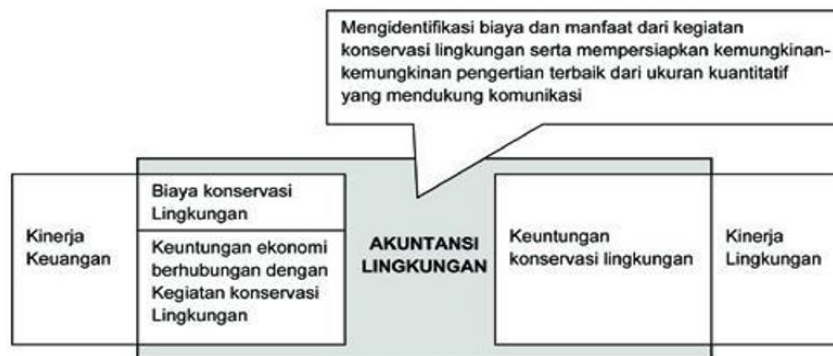 Mengidentifikasi biaya dan manfaat dari kegiatan
konservasi lingkungan serta mempersiapkan kemungkinan-
kemungkinan pengertian terbaik dari ukuran kuantitatif
yang mendukung komunikasi
Kinerja
Keuangan
Biaya konservasi
Lingkungan
Keuntungan ekonomi
berhubungan dengan
Kegiatan konservasi
Lingkungan
AKUNTANSI
LINGKUNGAN
Keuntungan
konservasi lingkungan
Kinerja
Lingkungan